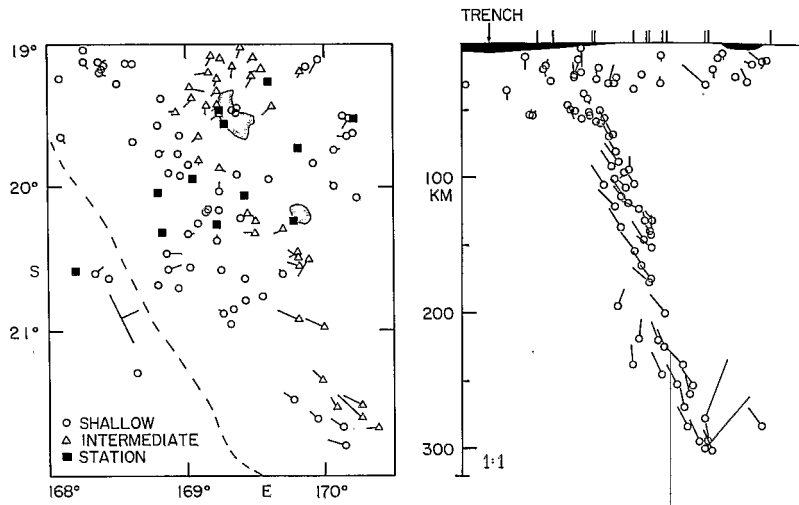 TRENCH
19°
20°
S
21°
168°
169°
E
170°
○ SHALLOW
△ INTERMEDIATE
■ STATION
100
KM
200
300
1:1